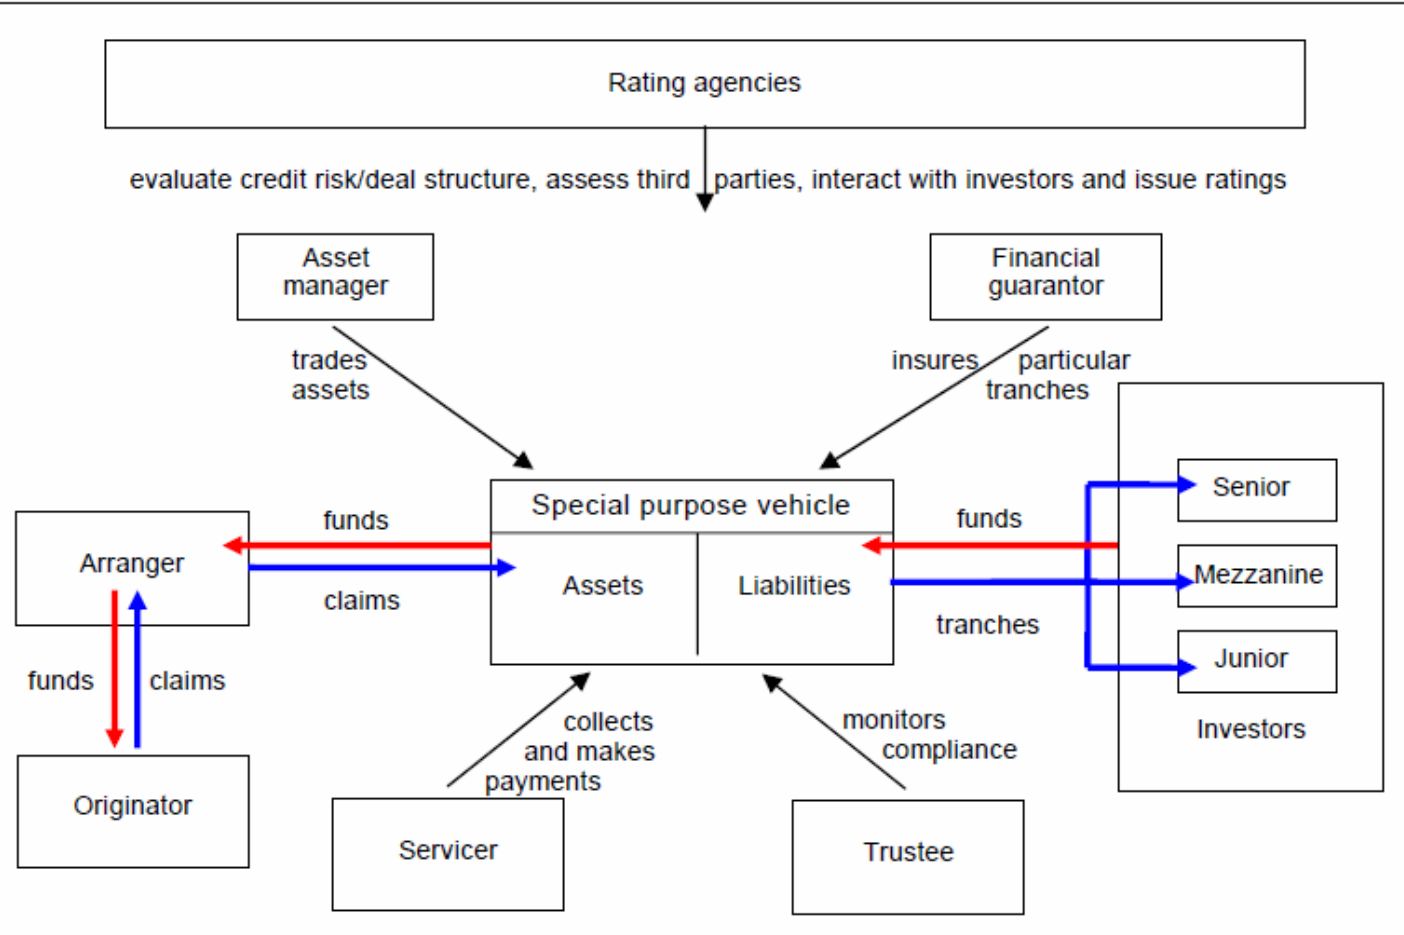 Rating agencies
evaluate credit risk/deal structure, assess third parties, interact with investors and issue ratings
Asset
manager
Financial
guarantor
trades
assets
insures particular
tranches
Special purpose vehicle
Assets
Liabilities
funds
claims
Arranger
funds
claims
Originator
funds
tranches
Senior
Mezzanine
Junior
Investors
collects
and makes
payments
Servicer
monitors
compliance
Trustee